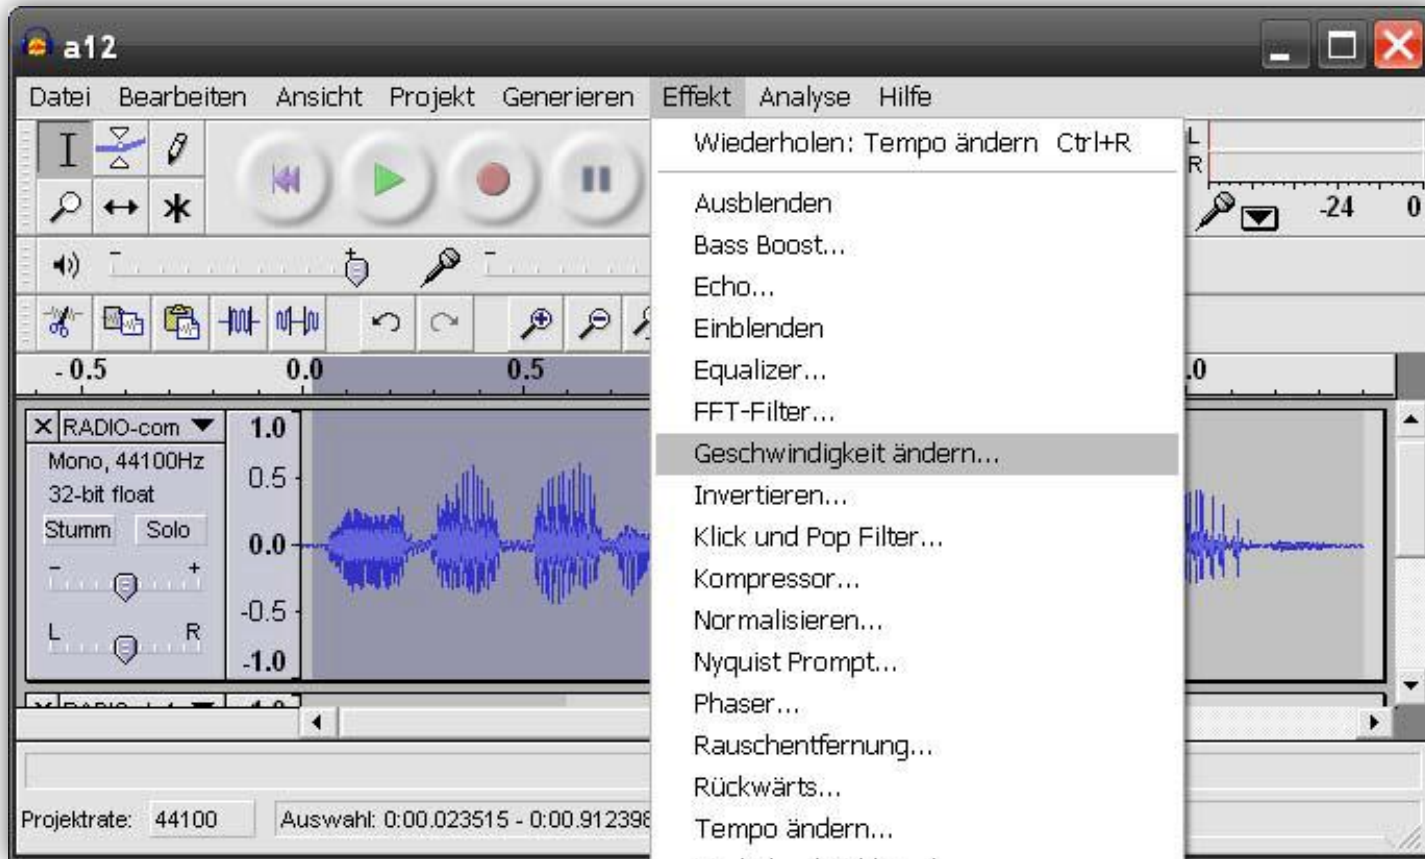 a12
Datei Bearbeiten Ansicht Projekt Generieren Effekt Analyse Hilfe
Wiederholen: Tempo ändern Ctrl+R
Ausblenden
Bass Boost...
Echo...
Einblenden
Equalizer...
FFT-Filter...
Geschwindigkeit ändern...
Invertieren...
Klick und Pop Filter...
Kompressor...
Normalisieren...
Nyquist Prompt...
Phaser...
Rauschentfernung...
Rückwärts...
Tempo ändern...
L
R
-24 0
- 0.5 0.0 0.5 .0
X RADIO-com
Mono, 44100Hz
32-bit float
Stumm Solo
- +
L R
1.0
0.5
0.0
-0.5
-1.0
Projektrate: 44100 Auswahl: 0:00.023515 - 0:00.912398